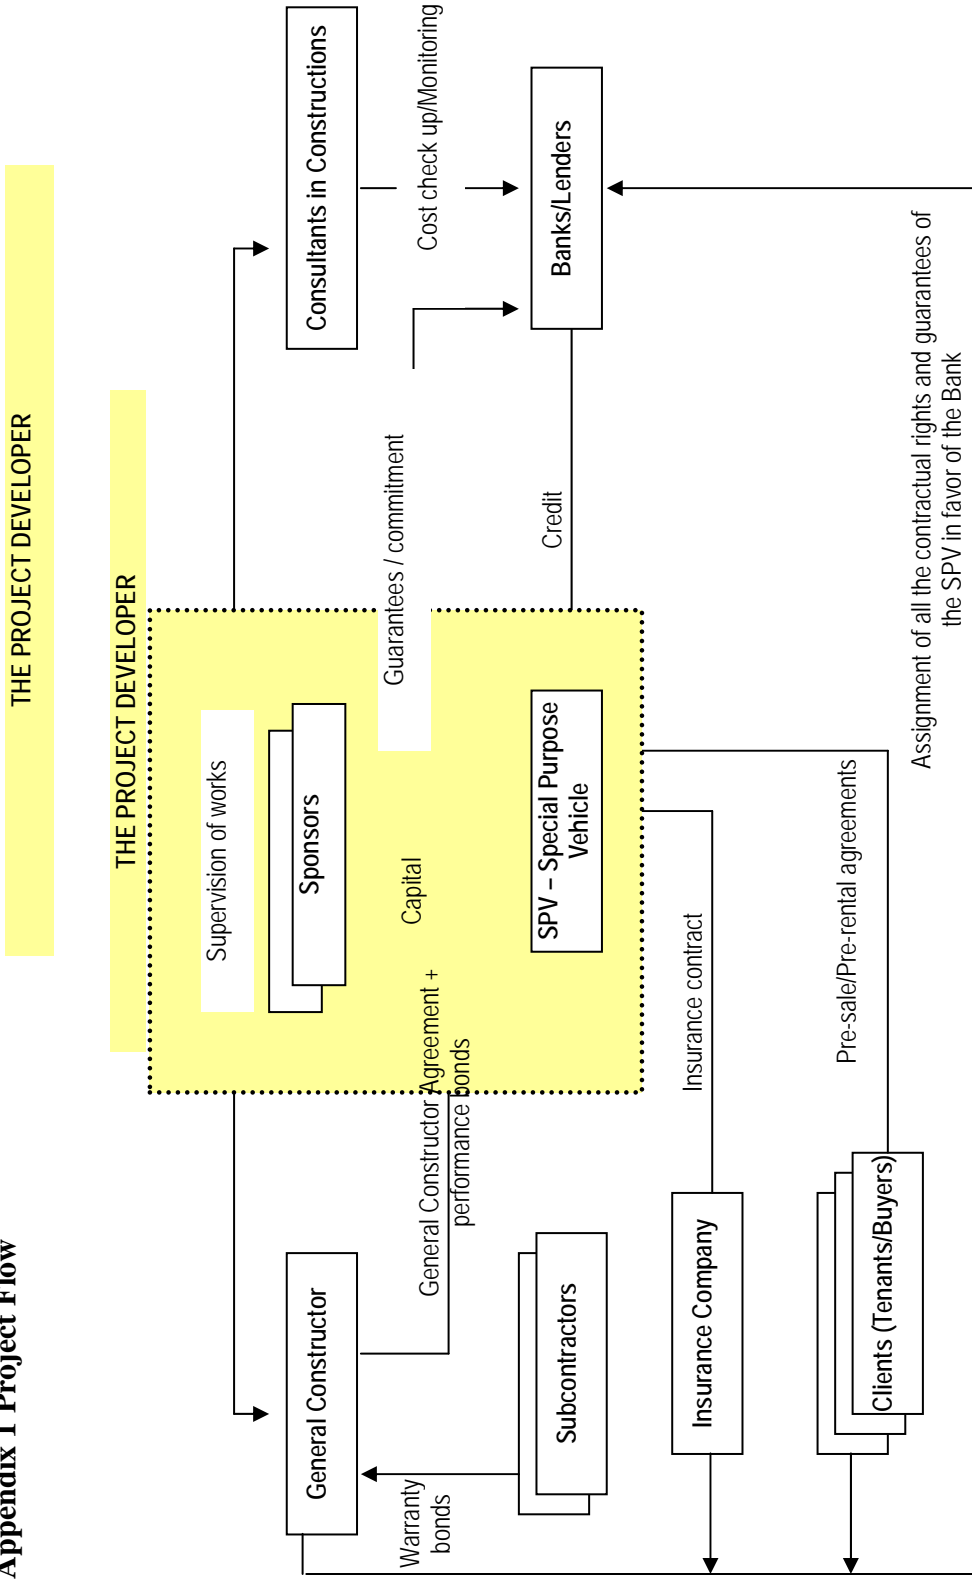 Appendix 1 Project Flow
THE PROJECT DEVELOPER
THE PROJECT DEVELOPER
Supervision of works
General Constructor
Sponsors
Consultants in Constructions
Warranty
bonds
General Constructor Agreement +
performance bonds
Capital
Guarantees / commitment
Cost check up/Monitoring
Subcontractors
SPV – Special Purpose
Vehicle
Credit
Banks/Lenders
Insurance Company
Insurance contract
Clients (Tenants/Buyers)
Pre-sale/Pre-rental agreements
Assignment of all the contractual rights and guarantees of
the SPV in favor of the Bank